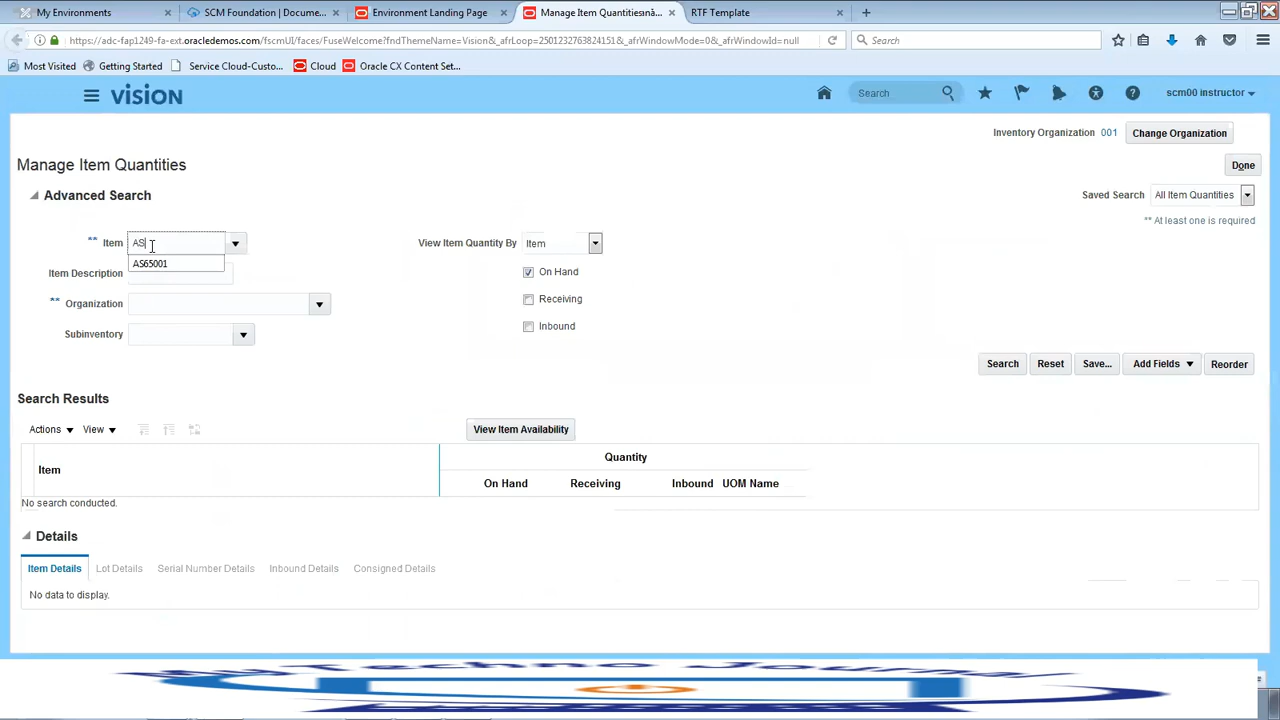 My Environments
SCM Foundation | Docume...
Environment Landing Page
Manage Item Quantities
RTF Template
https://adc-fap1249-fa-ext.oracledemos.com/fscmUI/faces/FuseWelcome?fndThemeName=Vision&_afrLoop=2501232763824151&_afrWindowMode=0&_afrWindowId=null
Search
Most Visited
Getting Started
Service Cloud-Custo...
Cloud
Oracle CX Content Set...
VISION
Search
scm00 instructor
Inventory Organization 001
Change Organization
Manage Item Quantities
Done
Advanced Search
Saved Search All Item Quantities
** At least one is required
** Item AS
View Item Quantity By Item
AS65001
Item Description
On Hand
Receiving
** Organization
Inbound
Subinventory
Search
Reset
Save...
Add Fields
Reorder
Search Results
Actions
View
View Item Availability
Item
Quantity
On Hand
Receiving
Inbound
UOM Name
No search conducted.
Details
Item Details
Lot Details
Serial Number Details
Inbound Details
Consigned Details
No data to display.
Techno Journal